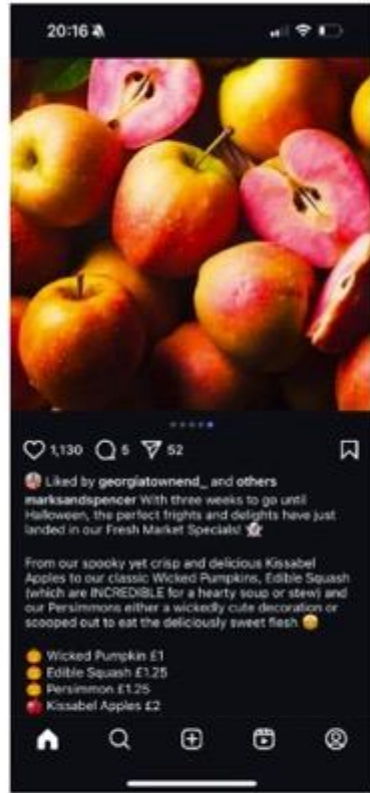 20:16
1,130 5 52
Liked by georgiatownend_ and others
marksandspencer With three weeks to go until
Halloween, the perfect frights and delights have just
landed in our Fresh Market Specials!
From our spooky yet crisp and delicious Kissabel
Apples to our classic Wicked Pumpkins, Edible Squash
(which are INCREDIBLE for a hearty soup or stew) and
our Persimmons either a wickedly cute decoration or
scooped out to eat the deliciously sweet flesh
Wicked Pumpkin £1
Edible Squash £1.25
Persimmon £1.25
Kissabel Apples £2